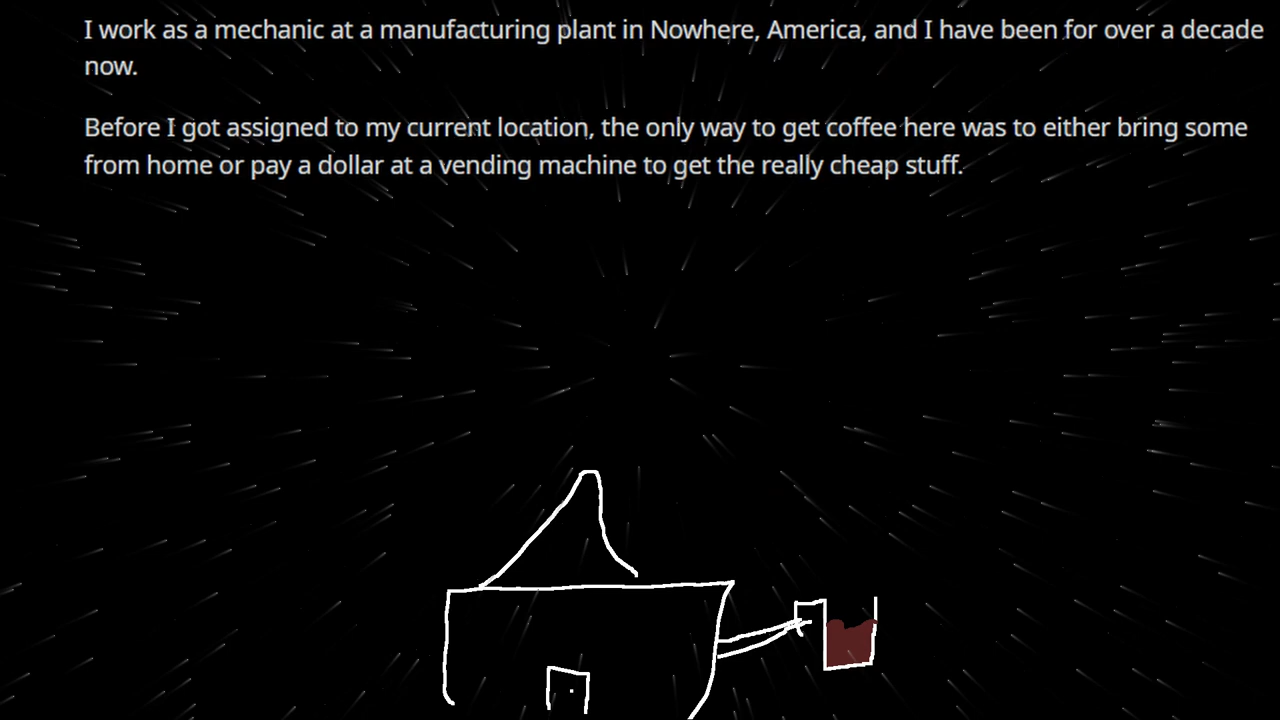 I work as a mechanic at a manufacturing plant in Nowhere, America, and I have been for over a decade
now.
Before I got assigned to my current location, the only way to get coffee here was to either bring some
from home or pay a dollar at a vending machine to get the really cheap stuff.